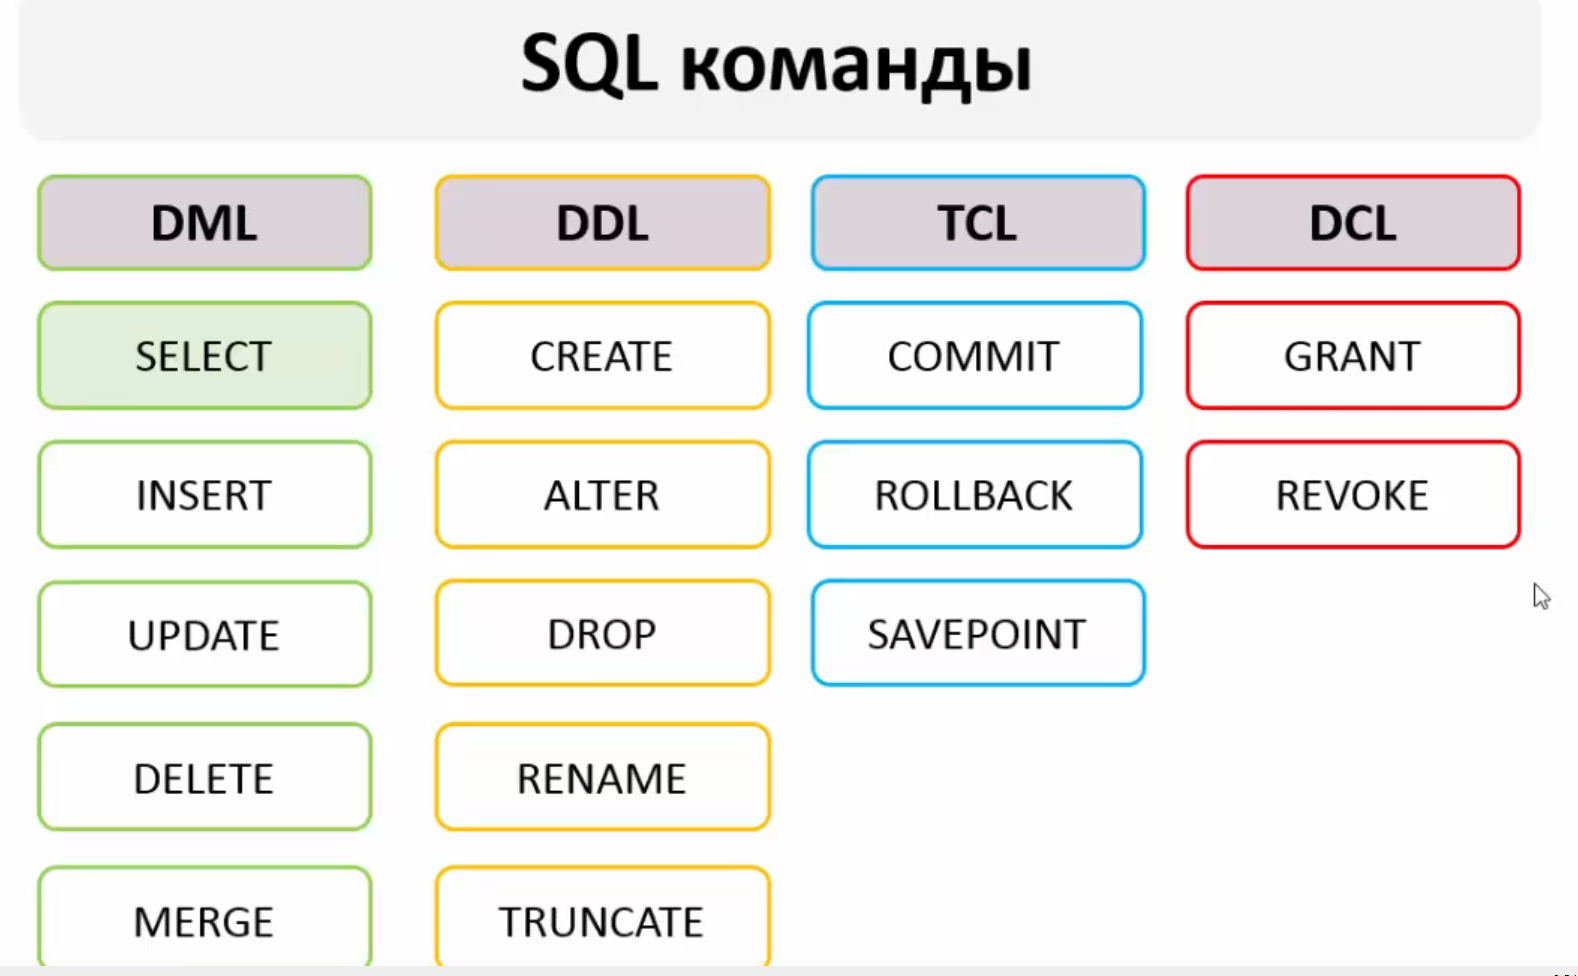 SQL команды
DML DDL TCL DCL
SELECT CREATE COMMIT GRANT
INSERT ALTER ROLLBACK REVOKE
UPDATE DROP SAVEPOINT
DELETE RENAME
MERGE TRUNCATE